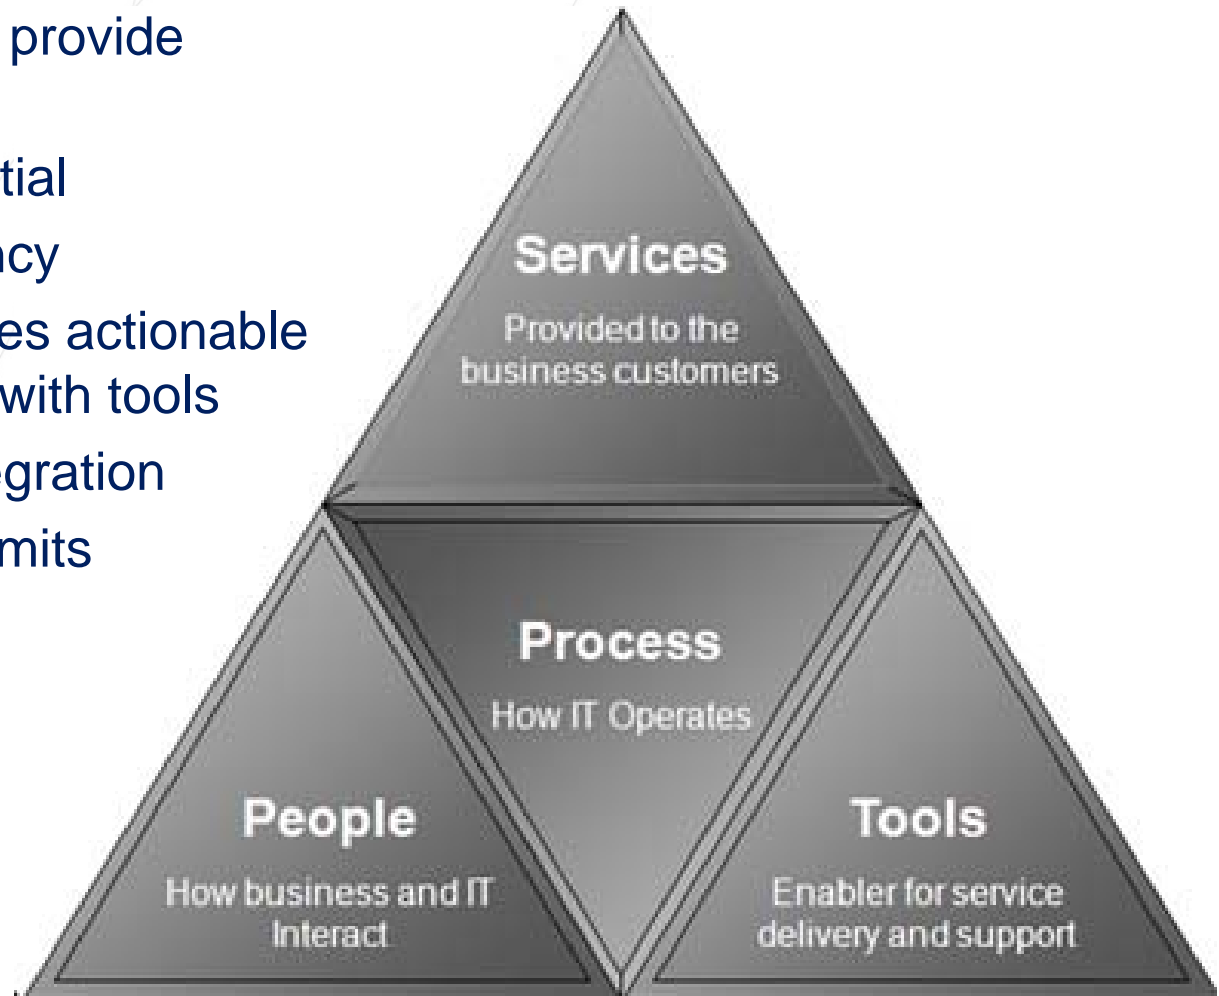 provide
tial
ncy
es actionable
with tools
egration
mits
Services
Provided to the
business customers
Process
How IT Operates
People
How business and IT
Interact
Tools
Enabler for service
delivery and support